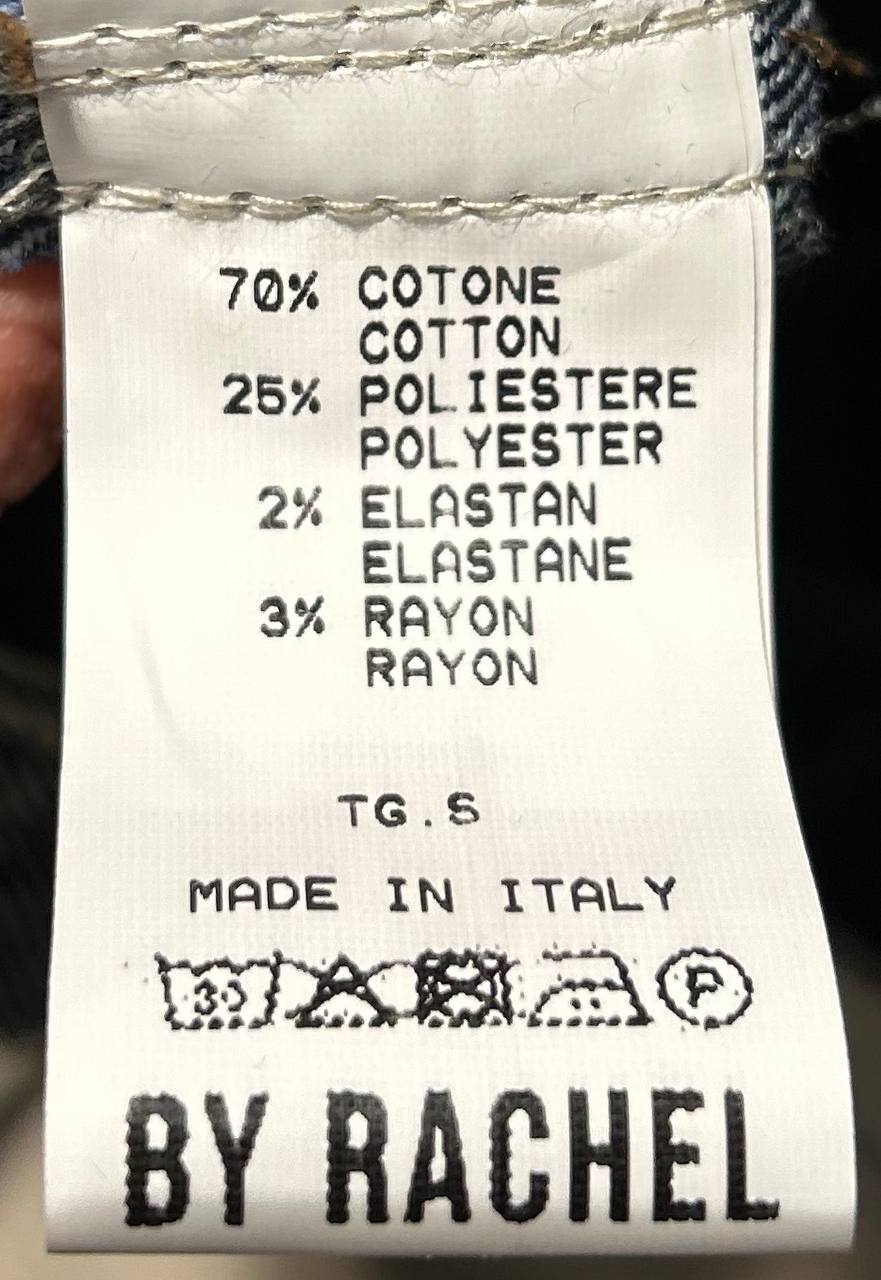 70% COTONE
COTTON
25% POLIESTERE
POLYESTER
2% ELASTAN
ELASTANE
3% RAYON
RAYON
TG.S
MADE IN ITALY
30 P
BY RACHEL